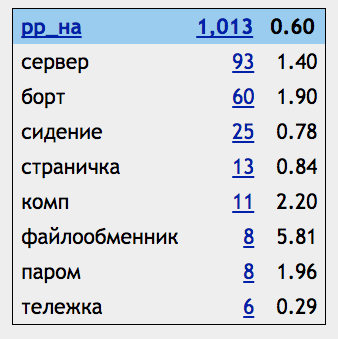 pp_на 1,013 0.60
сервер 93 1.40
борт 60 1.90
сидение 25 0.78
страничка 13 0.84
комп 11 2.20
файлообменник 8 5.81
паром 8 1.96
тележка 6 0.29